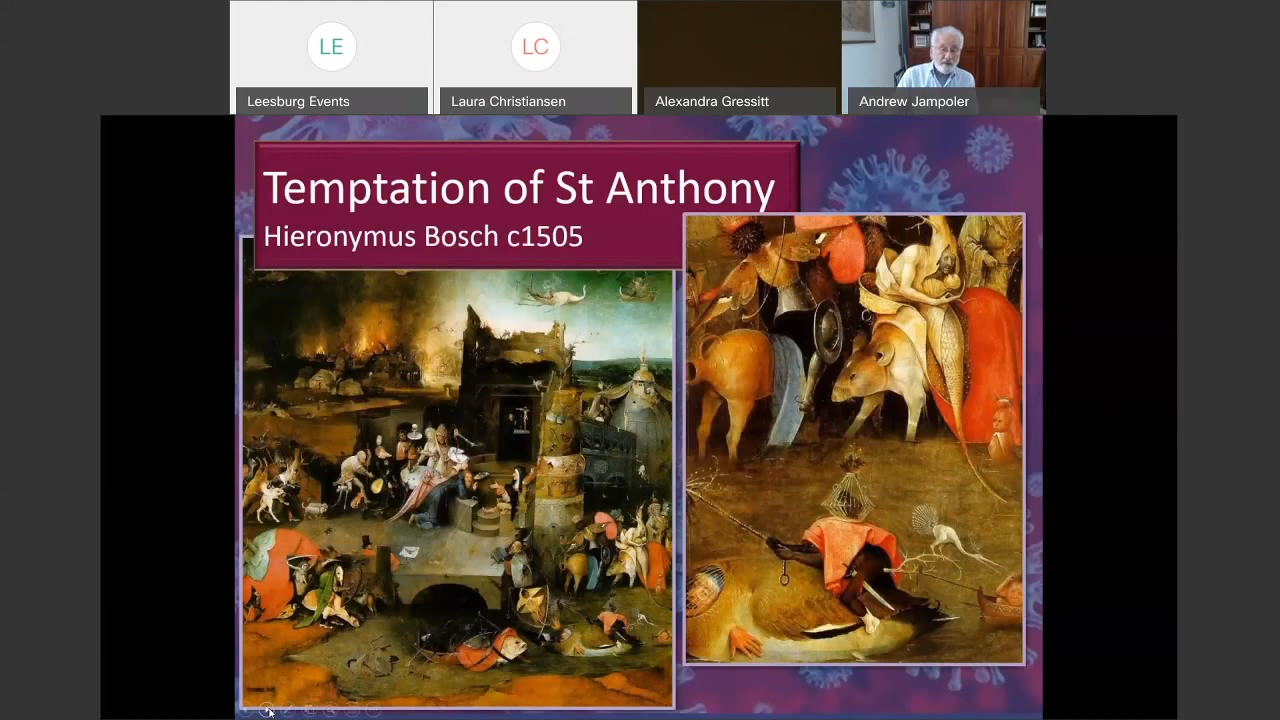 LE
LC
Leesburg Events
Laura Christiansen
Alexandra Gressitt
Andrew Jampoler
Temptation of St Anthony
Hieronymus Bosch c1505